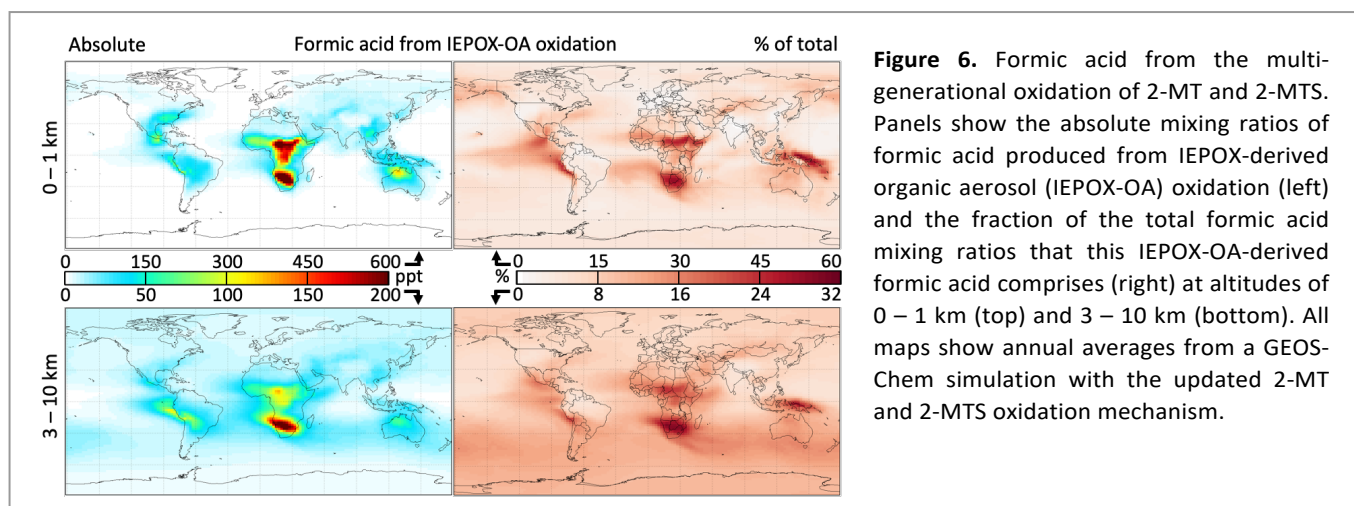 Absolute Formic acid from IEPOX-OA oxidation % of total
0 – 1 km
0 150 300 450 600 ppt
0 50 100 150 200
% 0 15 30 45 60
0 8 16 24 32
3 – 10 km
Figure 6. Formic acid from the multi-
generational oxidation of 2-MT and 2-MTS.
Panels show the absolute mixing ratios of
formic acid produced from IEPOX-derived
organic aerosol (IEPOX-OA) oxidation (left)
and the fraction of the total formic acid
mixing ratios that this IEPOX-OA-derived
formic acid comprises (right) at altitudes of
0 – 1 km (top) and 3 – 10 km (bottom). All
maps show annual averages from a GEOS-
Chem simulation with the updated 2-MT
and 2-MTS oxidation mechanism.